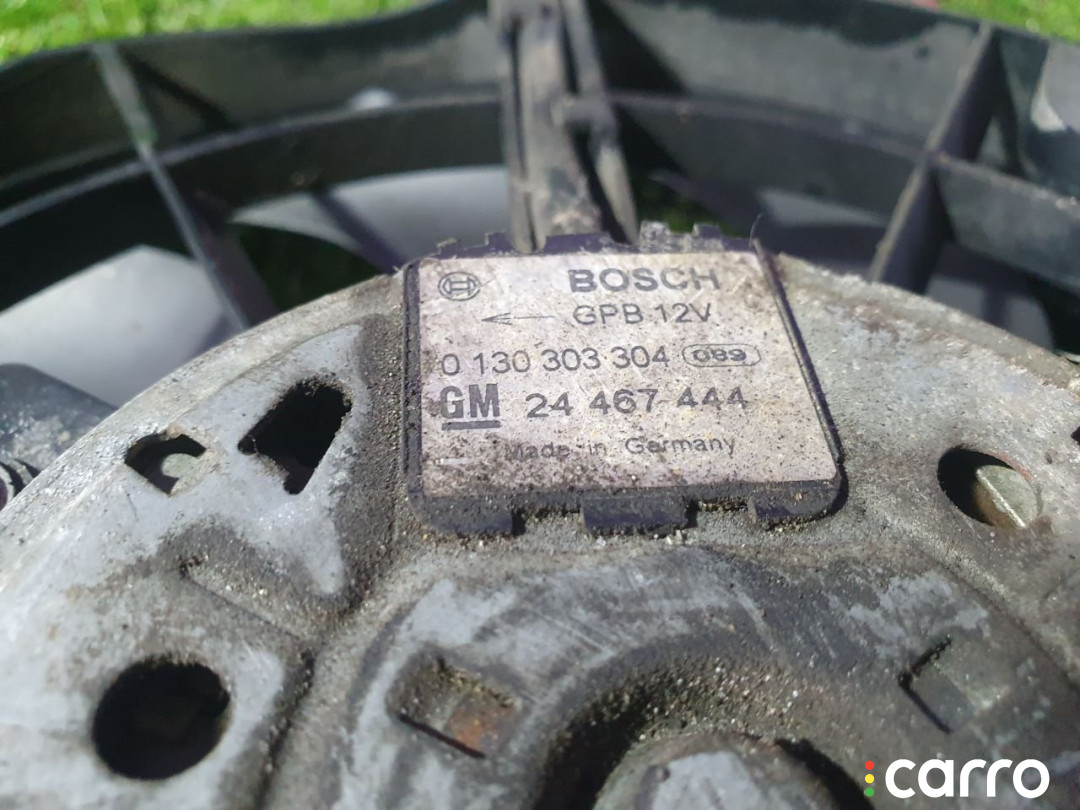 BOSCH
GPB 12V
0 130 303 304 089
GM 24 467 444
Made in Germany
carro